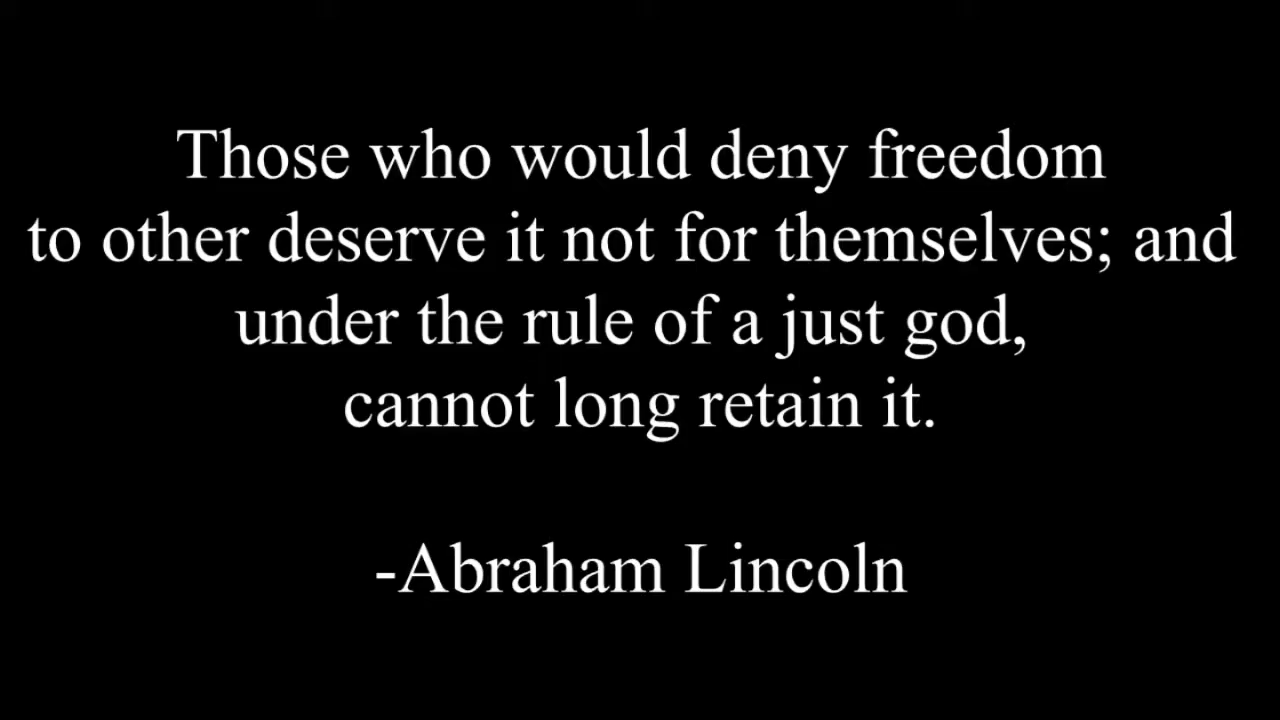 Those who would deny freedom
to other deserve it not for themselves; and
under the rule of a just god,
cannot long retain it.
-Abraham Lincoln